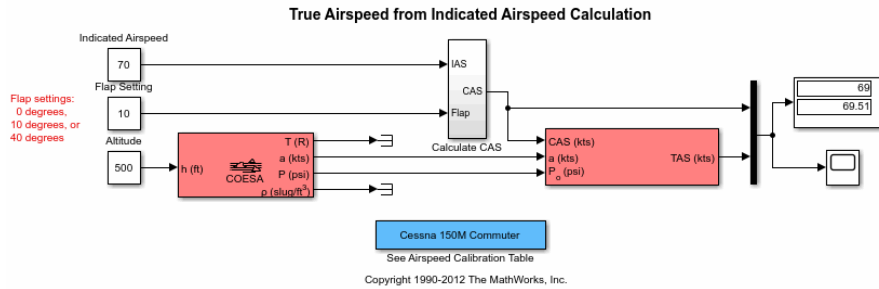 True Airspeed from Indicated Airspeed Calculation
Indicated Airspeed
70
Flap Setting
10
Flap settings:
0 degrees,
10 degrees, or
40 degrees
Altitude
500
h (ft)
COESA
T (R)
a (kts)
P (psi)
ρ (slug/ft³)
IAS
CAS
Flap
Calculate CAS
CAS (kts)
a (kts)
P₀ (psi)
TAS (kts)
69
69.51
Cessna 150M Commuter
See Airspeed Calibration Table
Copyright 1990-2012 The MathWorks, Inc.